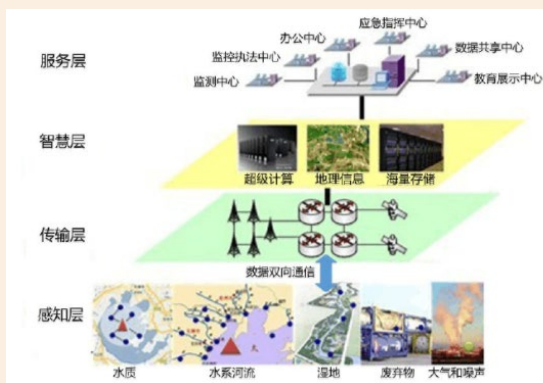 应急指挥中心
办公中心
数据共享中心
监控执法中心
服务层
监测中心
教育展示中心
智慧层
超级计算
地理信息
海量存储
传输层
数据双向通信
感知层
水质
水系河流
湿地
废弃物
大气和噪声